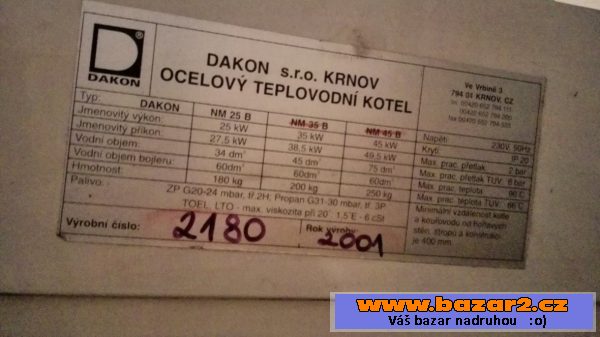 DAKON
DAKON s.r.o. KRNOV
OCELOVÝ TEPLOVODNÍ KOTEL
Ve Vrbině 3
794 01 KRNOV, CZ
Typ: DAKON NM 25 B NM 35 B NM 45 B
Jmenovitý výkon: 25 kW 35 kW 45 kW
Jmenovitý příkon: 27,5 kW 38,5 kW 49,5 kW
Vodní objem: 34 dm³ 45 dm³ 75 dm³
Vodní objem bojleru: 60dm³ 60dm³ 60dm³
Hmotnost: 180 kg 200 kg 250 kg
Palivo: ZP G20-24 mbar, tř.2H; Propan G31-30 mbar, tř. 3P
TOEL, LTO - max. viskozita při 20°, 1,5°E - 6 cSt
Napětí: 230V, 50Hz
Krytí: IP 20
Max. prac. přetlak 2 bar
Max. prac. přetlak TUV: 6 bar
Max. prac. teplota 90°C
Max. prac. teplota TUV:
Minimální vzdálenost kotle
a kouřovodu od hořlavých
stěn, stropů a konstrukcí
je 400 mm.
Výrobní číslo: 2180 Rok výroby: 2001
www.bazar2.cz
Váš bazar nadruhou :o)